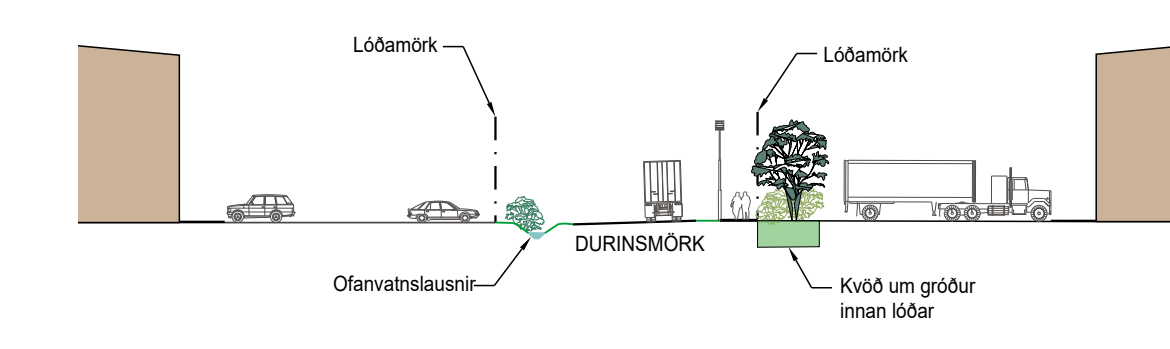 Lóðamörk
Lóðamörk
DURINSMÖRK
Ofanvatnslausnir
Kvöð um gróður
innan lóðar